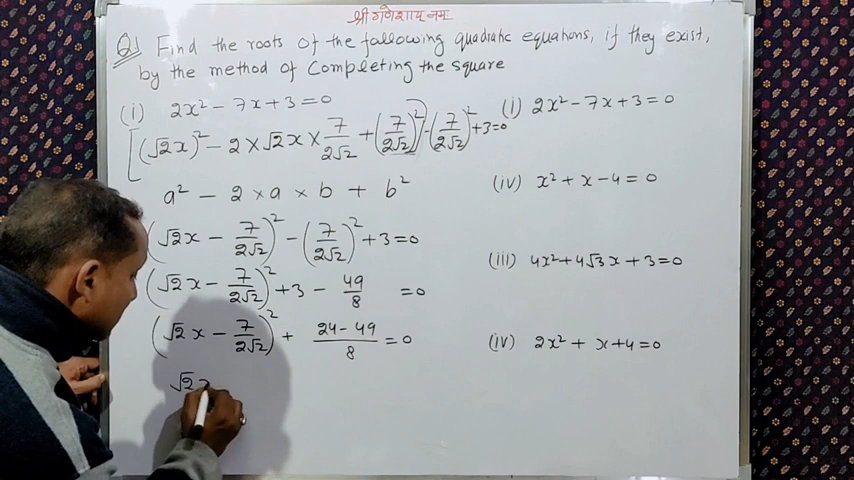 श्री गणेशाय नमः
Q1 Find the roots of the following quadratic equations, if they exist,
by the method of Completing the square
(i) 2x² - 7x + 3 = 0
[(√2x)² - 2 × √2x × 7/2√2 + (7/2√2)²] - (7/2√2)² + 3 = 0
a² - 2 × a × b + b²
(√2x - 7/2√2)² - (7/2√2)² + 3 = 0
(√2x - 7/2√2)² + 3 - 49/8 = 0
(√2x - 7/2√2)² + 24 - 49/8 = 0
√2x
(i) 2x² - 7x + 3 = 0
(iv) x² + x - 4 = 0
(iii) 4x² + 4√3x + 3 = 0
(iv) 2x² + x + 4 = 0